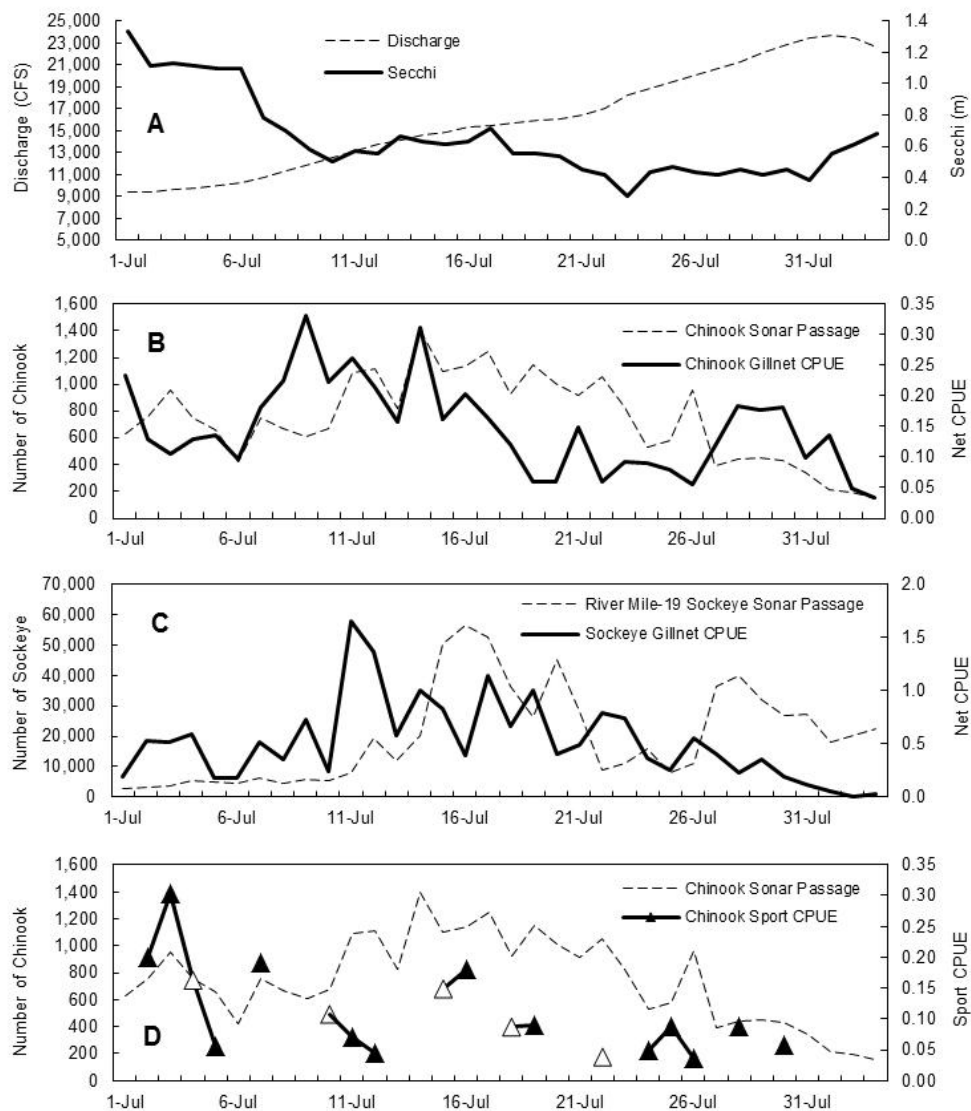 25,000
23,000
21,000
19,000
17,000
15,000
13,000
11,000
9,000
7,000
5,000
Discharge (CFS)
A
Discharge
Secchi
1.4
1.2
1.0
0.8
0.6
0.4
0.2
0.0
Secchi (m)
1-Jul 6-Jul 11-Jul 16-Jul 21-Jul 26-Jul 31-Jul
1,600
1,400
1,200
1,000
800
600
400
200
0
Number of Chinook
B
Chinook Sonar Passage
Chinook Gillnet CPUE
0.35
0.30
0.25
0.20
0.15
0.10
0.05
0.00
Net CPUE
1-Jul 6-Jul 11-Jul 16-Jul 21-Jul 26-Jul 31-Jul
70,000
60,000
50,000
40,000
30,000
20,000
10,000
0
Number of Sockeye
C
River Mile-19 Sockeye Sonar Passage
Sockeye Gillnet CPUE
2.0
1.5
1.0
0.5
0.0
Net CPUE
1-Jul 6-Jul 11-Jul 16-Jul 21-Jul 26-Jul 31-Jul
1,600
1,400
1,200
1,000
800
600
400
200
0
Number of Chinook
D
Chinook Sonar Passage
Chinook Sport CPUE
0.35
0.30
0.25
0.20
0.15
0.10
0.05
0.00
Sport CPUE
1-Jul 6-Jul 11-Jul 16-Jul 21-Jul 26-Jul 31-Jul